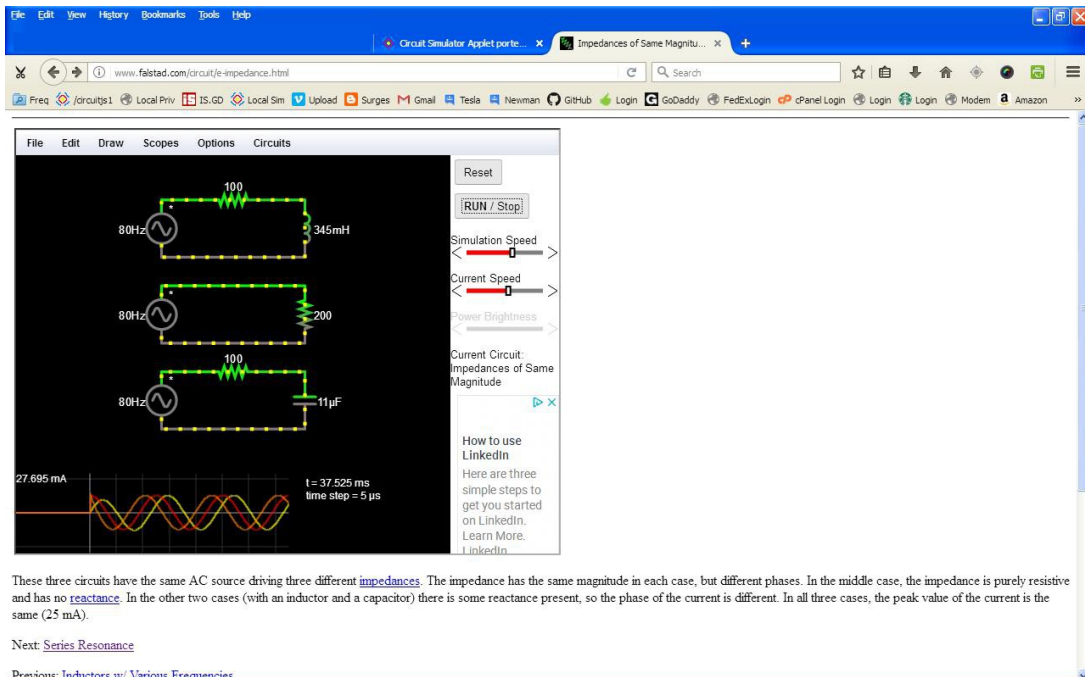 File Edit View History Bookmarks Tools Help
Circuit Simulator Applet porte... × Impedances of Same Magnitu... × +
www.falstad.com/circuit/e-impedance.html Search
Freq /circuitjs1 Local Priv IS.GD Local Sim Upload Surges Gmail Tesla Newman GitHub Login GoDaddy FedExLogin cPanel Login Login Login Modem Amazon »
File Edit Draw Scopes Options Circuits
Reset
RUN / Stop
Simulation Speed
Current Speed
Power Brightness
Current Circuit:
Impedances of Same
Magnitude
How to use
LinkedIn
Here are three
simple steps to
get you started
on LinkedIn.
Learn More.
LinkedIn
100
80Hz
345mH
80Hz
200
100
80Hz
11µF
27.695 mA
t = 37.525 ms
time step = 5 µs
These three circuits have the same AC source driving three different impedances. The impedance has the same magnitude in each case, but different phases. In the middle case, the impedance is purely resistive
and has no reactance. In the other two cases (with an inductor and a capacitor) there is some reactance present, so the phase of the current is different. In all three cases, the peak value of the current is the
same (25 mA).
Next: Series Resonance
Previous: Inductors w/ Various Frequencies